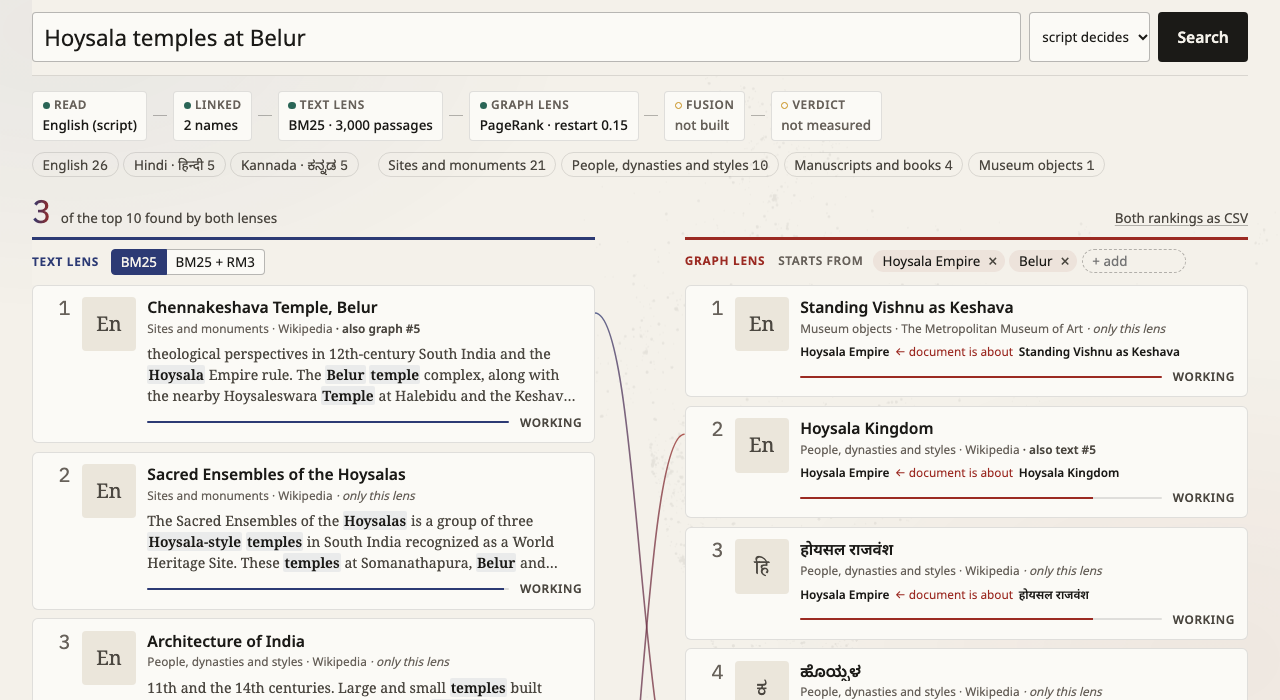 Hoysala temples at Belur
script decides
Search
READ
English (script)
LINKED
2 names
TEXT LENS
BM25 · 3,000 passages
GRAPH LENS
PageRank · restart 0.15
FUSION
not built
VERDICT
not measured
English 26
Hindi · हिन्दी 5
Kannada · ಕನ್ನಡ 5
Sites and monuments 21
People, dynasties and styles 10
Manuscripts and books 4
Museum objects 1
3 of the top 10 found by both lenses
Both rankings as CSV
TEXT LENS
BM25
BM25 + RM3
1
En
Chennakeshava Temple, Belur
Sites and monuments · Wikipedia · also graph #5
theological perspectives in 12th-century South India and the
Hoysala Empire rule. The Belur temple complex, along with
the nearby Hoysaleswara Temple at Halebidu and the Keshav…
WORKING
2
En
Sacred Ensembles of the Hoysalas
Sites and monuments · Wikipedia · only this lens
The Sacred Ensembles of the Hoysalas is a group of three
Hoysala-style temples in South India recognized as a World
Heritage Site. These temples at Somanathapura, Belur and…
WORKING
3
En
Architecture of India
People, dynasties and styles · Wikipedia · only this lens
11th and the 14th centuries. Large and small temples built
GRAPH LENS STARTS FROM
Hoysala Empire ×
Belur ×
+ add
1
En
Standing Vishnu as Keshava
Museum objects · The Metropolitan Museum of Art · only this lens
Hoysala Empire ← document is about Standing Vishnu as Keshava
WORKING
2
En
Hoysala Kingdom
People, dynasties and styles · Wikipedia · also text #5
Hoysala Empire ← document is about Hoysala Kingdom
WORKING
3
हि
होयसल राजवंश
People, dynasties and styles · Wikipedia · only this lens
Hoysala Empire ← document is about होयसल राजवंश
WORKING
4
ಕ
ಹೊಯ್ಸಳ
People, dynasties and styles · Wikipedia · only this lens